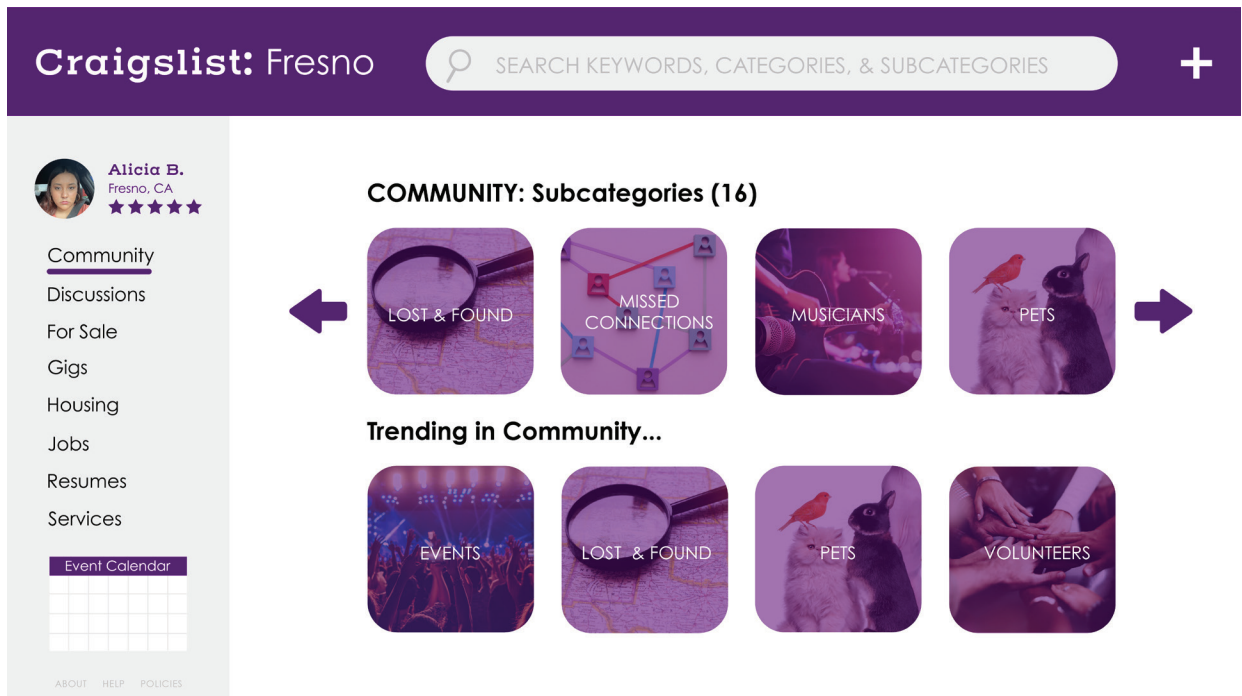 Craigslist: Fresno
SEARCH KEYWORDS, CATEGORIES, & SUBCATEGORIES
Alicia B.
Fresno, CA
Community
Discussions
For Sale
Gigs
Housing
Jobs
Resumes
Services
Event Calendar
ABOUT HELP POLICIES
COMMUNITY: Subcategories (16)
LOST & FOUND
MISSED
CONNECTIONS
MUSICIANS
PETS
Trending in Community...
EVENTS
LOST & FOUND
PETS
VOLUNTEERS